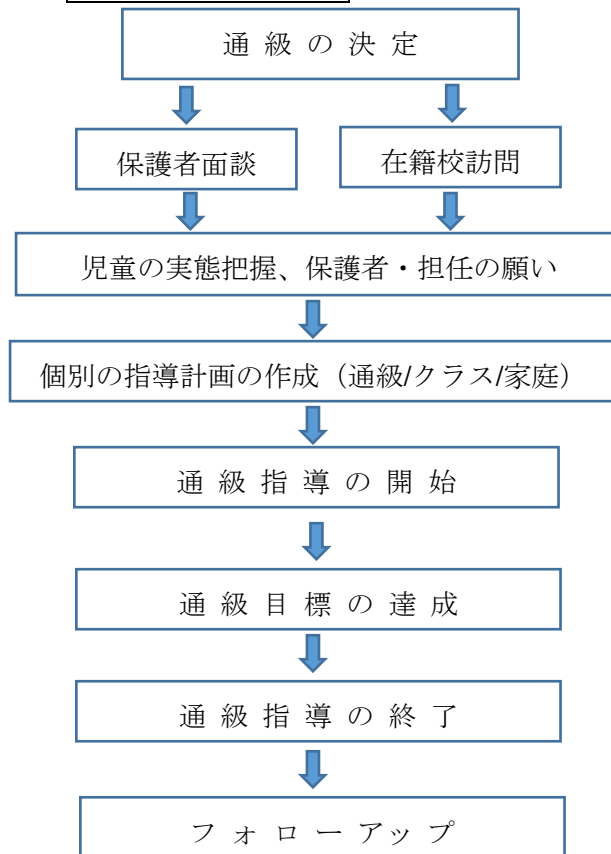 通級の決定
保護者面談
在籍校訪問
児童の実態把握、保護者・担任の願い
個別の指導計画の作成（通級/クラス/家庭）
通級指導の開始
通級目標の達成
通級指導の終了
フォローアップ